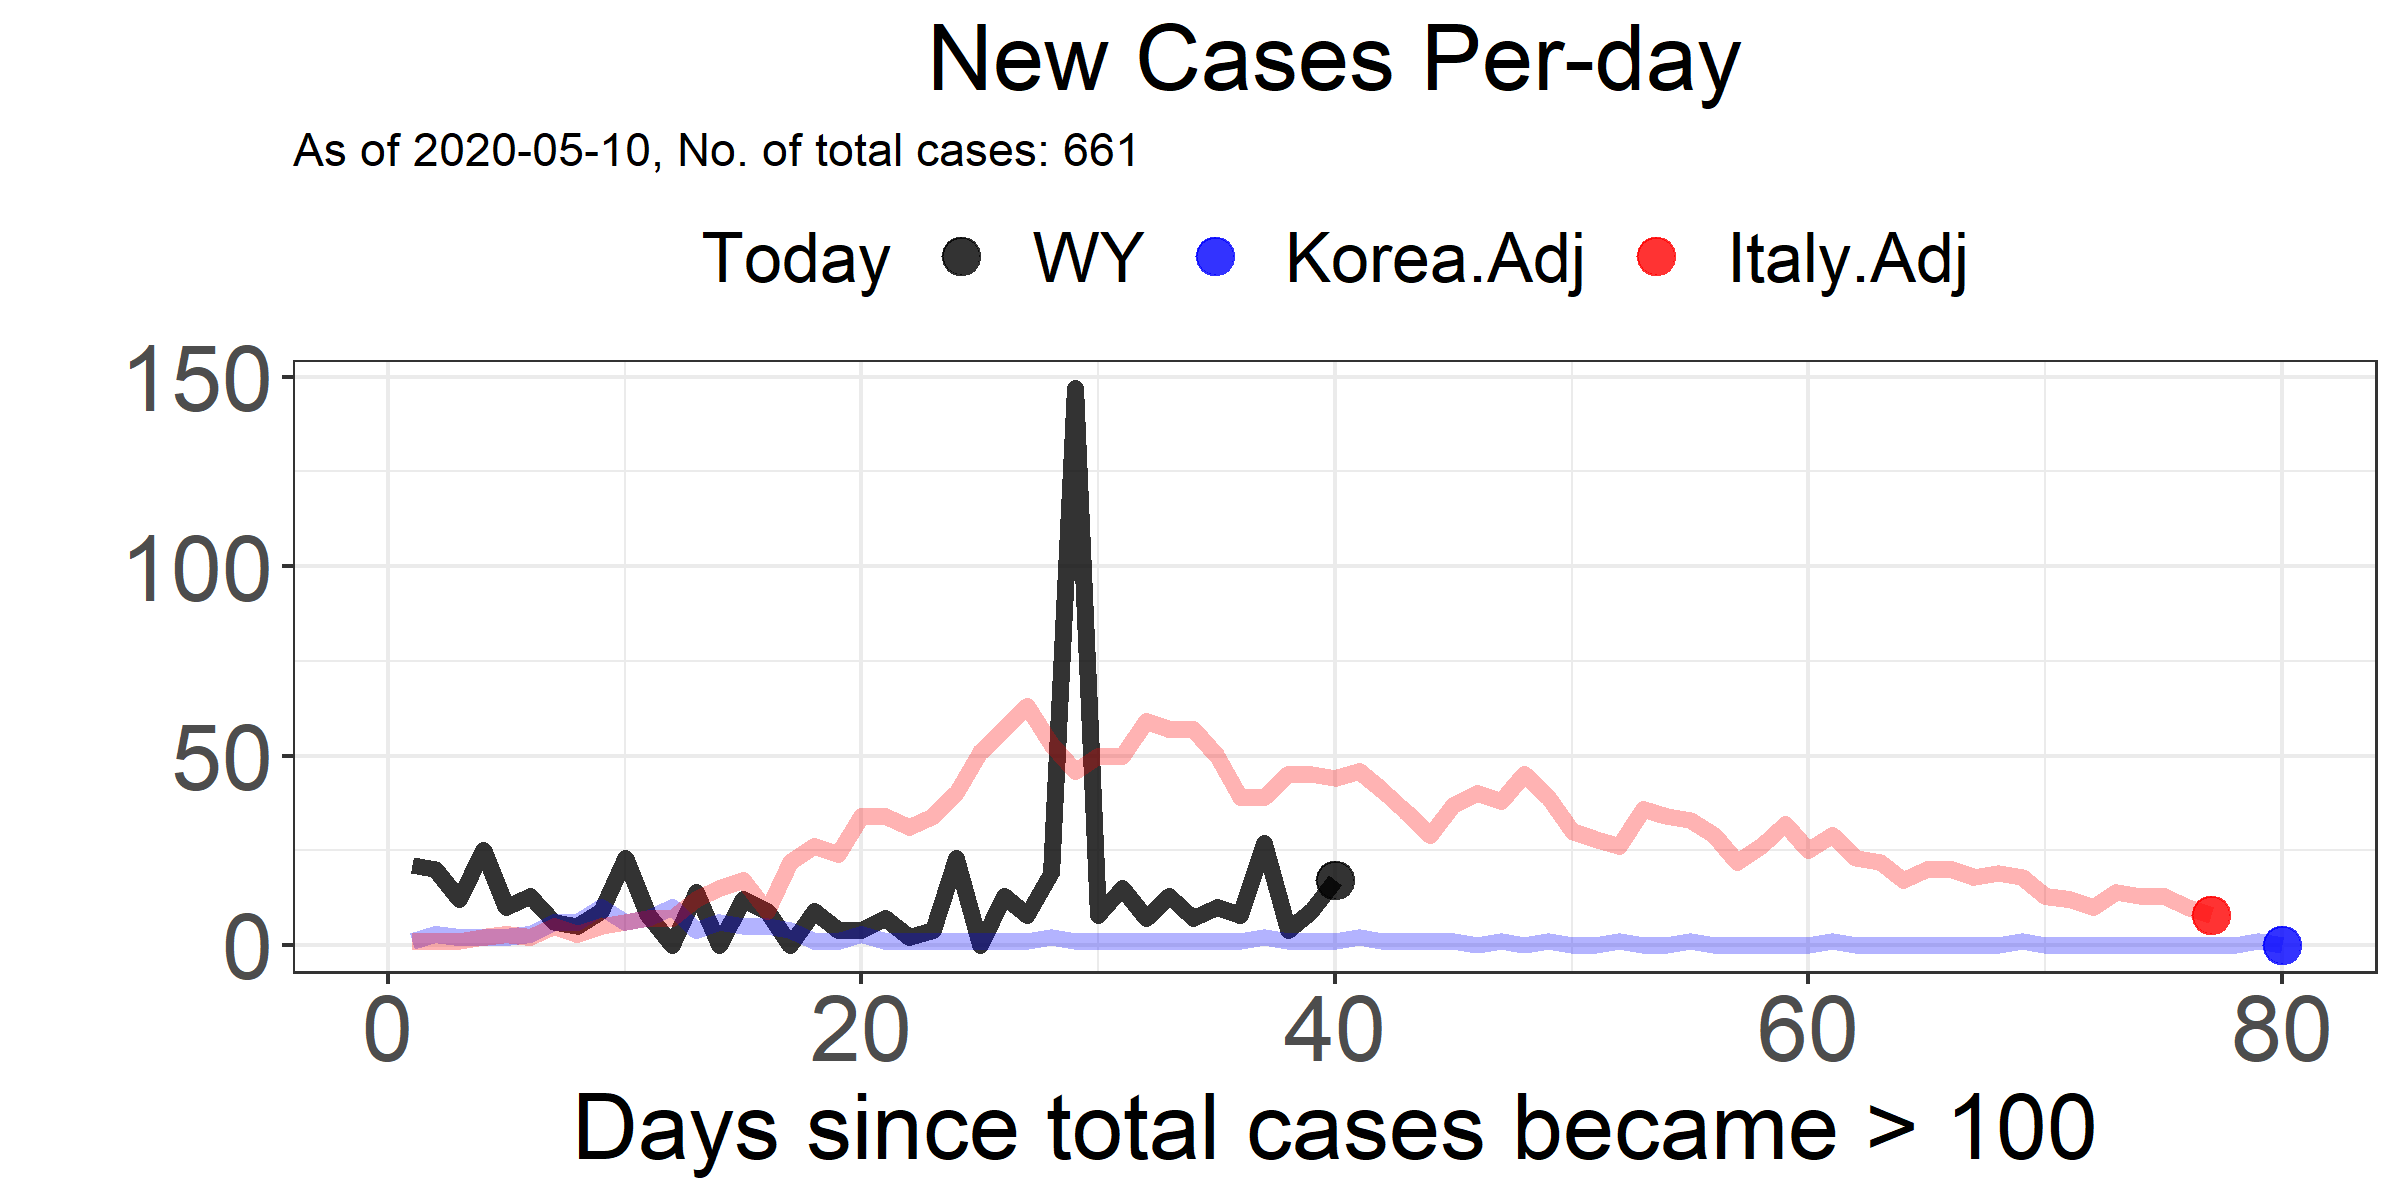 New Cases Per-day
As of 2020-05-10, No. of total cases: 661
Today WY Korea.Adj Italy.Adj
150
100
50
0
0 20 40 60 80
Days since total cases became > 100